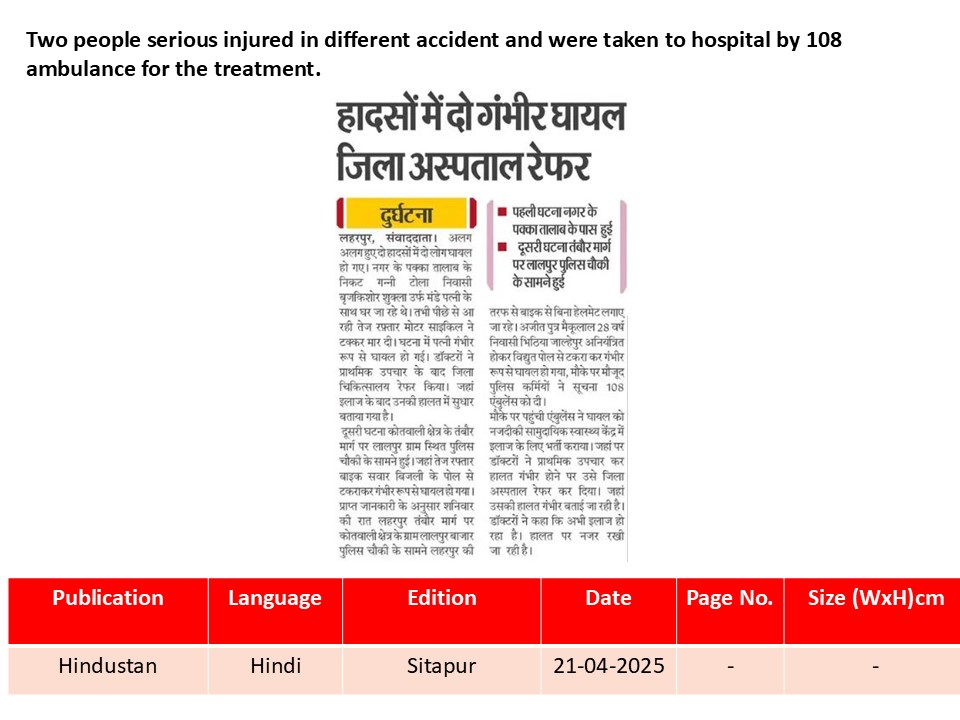 Two people serious injured in different accident and were taken to hospital by 108
ambulance for the treatment.
हादसों में दो गंभीर घायल
जिला अस्पताल रेफर
दुर्घटना
लहरपुर, संवाददाता। अलग
अलग हुए दो हादसों में दो लोग घायल
हो गए। नगर के पक्का तालाब के
निकट गन्नी टोला निवासी
बृजकिशोर शुक्ला उर्फ मंडे पत्नी के
साथ घर जा रहे थे। तभी पीछे से आ
रही तेज रफ़्तार मोटर साइकिल ने
टक्कर मार दी। घटना में पत्नी गंभीर
रूप से घायल हो गई। डॉक्टरों ने
प्राथमिक उपचार के बाद जिला
चिकित्सालय रेफर किया। जहां
इलाज के बाद उनकी हालत में सुधार
बताया गया है।
दूसरी घटना कोतवाली क्षेत्र के तंबौर
मार्ग पर लालपुर ग्राम स्थित पुलिस
चौकी के सामने हुई। जहां तेज रफ्तार
बाइक सवार बिजली के पोल से
टकराकर गंभीर रूप से घायल हो गया।
प्राप्त जानकारी के अनुसार शनिवार
की रात लहरपुर तंबौर मार्ग पर
कोतवाली क्षेत्र के ग्राम लालपुर बाजार
पुलिस चौकी के सामने लहरपुर की
पहली घटना नगर के
पक्का तालाब के पास हुई
दूसरी घटना तंबौर मार्ग
पर लालपुर पुलिस चौकी
के सामने हुई
तरफ से बाइक से बिना हेलमेट लगाए
जा रहे। अजीत पुत्र मैकूलाल 28 वर्ष
निवासी भिठिया जाल्हेपुर अनियंत्रित
होकर विद्युत पोल से टकरा कर गंभीर
रूप से घायल हो गया, मौके पर मौजूद
पुलिस कर्मियों ने सूचना 108
एंबुलेंस को दी।
मौके पर पहुंची एंबुलेंस ने घायल को
नजदीकी सामुदायिक स्वास्थ्य केंद्र में
इलाज के लिए भर्ती कराया। जहां पर
डॉक्टरों ने प्राथमिक उपचार कर
हालत गंभीर होने पर उसे जिला
अस्पताल रेफर कर दिया। जहां
उसकी हालत गंभीर बताई जा रही है।
डॉक्टरों ने कहा कि अभी इलाज हो
रहा है। हालत पर नजर रखी
जा रही है।
Publication Language Edition Date Page No. Size (WxH)cm
Hindustan Hindi Sitapur 21-04-2025 - -